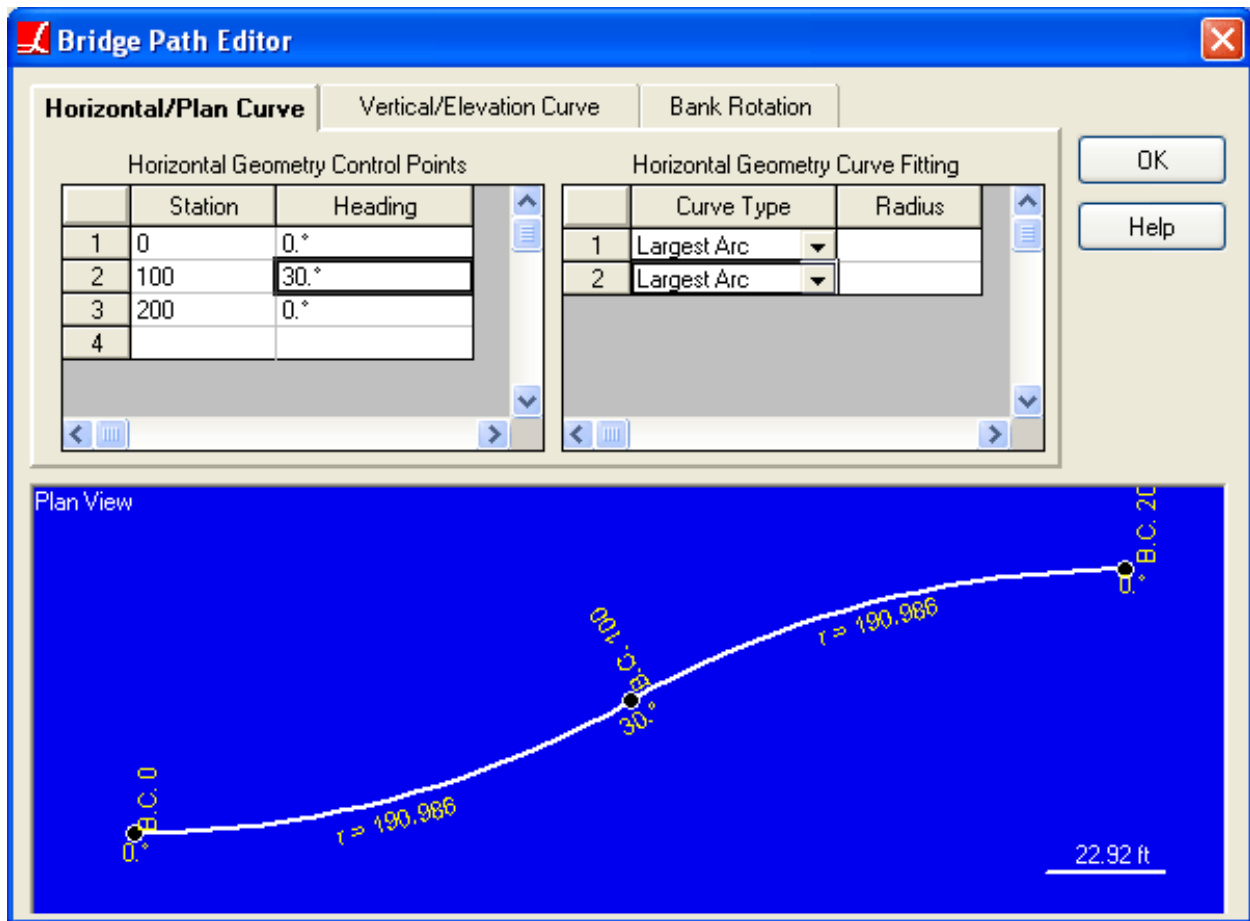 Bridge Path Editor
Horizontal/Plan Curve Vertical/Elevation Curve Bank Rotation
Horizontal Geometry Control Points
Station Heading
1 0 0.°
2 100 30.°
3 200 0.°
4
Horizontal Geometry Curve Fitting
Curve Type Radius
1 Largest Arc
2 Largest Arc
OK
Help
Plan View
B.C. 0
0.°
r = 190.986
B.C. 100
30.°
r = 190.986
B.C. 20
0.°
22.92 ft